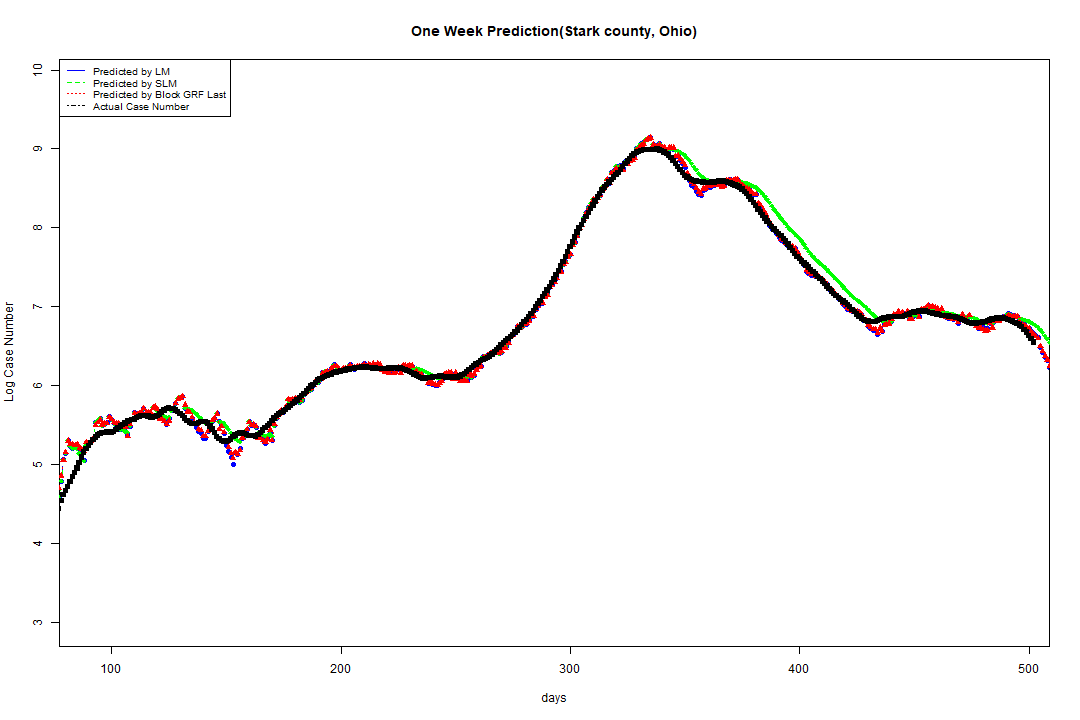 One Week Prediction(Stark county, Ohio)
Predicted by LM
Predicted by SLM
Predicted by Block GRF Last
Actual Case Number
10
9
8
7
6
5
4
3
Log Case Number
100 200 300 400 500
days